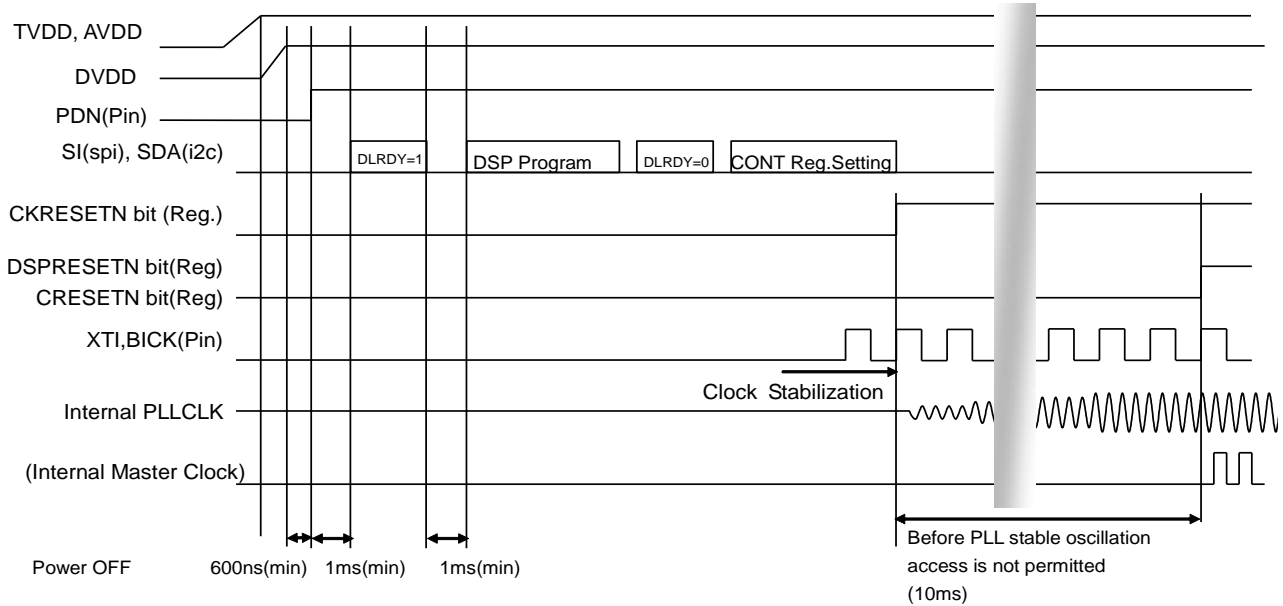 TVDD, AVDD
DVDD
PDN(Pin)
SI(spi), SDA(i2c)
DLRDY=1
DSP Program
DLRDY=0
CONT Reg.Setting
CKRESETN bit (Reg.)
DSPRESETN bit(Reg)
CRESETN bit(Reg)
XTI,BICK(Pin)
Clock Stabilization
Internal PLLCLK
(Internal Master Clock)
Power OFF
600ns(min)
1ms(min)
1ms(min)
Before PLL stable oscillation
access is not permitted
(10ms)